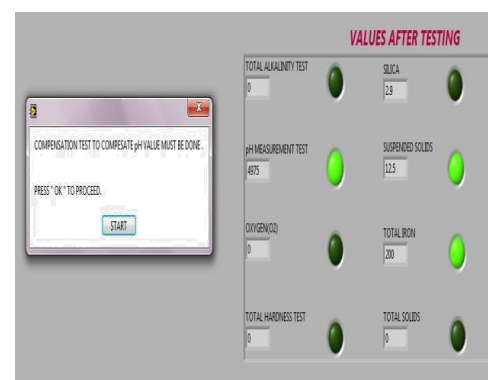 VALUES AFTER TESTING
TOTAL ALKALINITY TEST
0
SILICA
2.9
COMPENSATION TEST TO COMPESATE pH VALUE MUST BE DONE .
PRESS " OK " TO PROCEED.
START
pH MEASUREMENT TEST
4975
SUSPENDED SOLIDS
12.5
OXYGEN(O2)
0
TOTAL IRON
200
TOTAL HARDNESS TEST
0
TOTAL SOLIDS
0